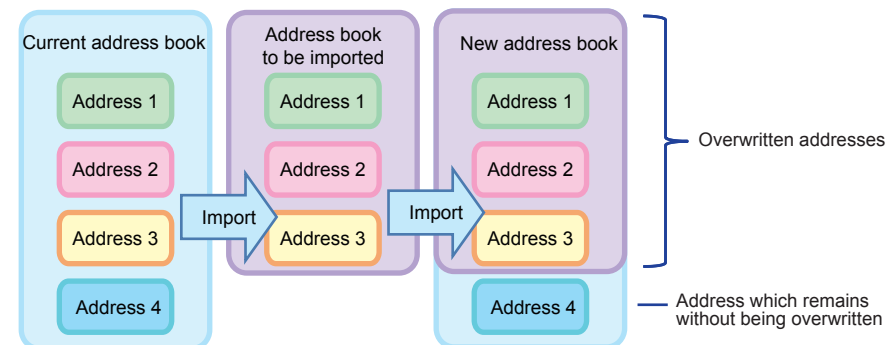 Current address book
Address 1
Address 2
Address 3
Address 4
Import
Address book
to be imported
Address 1
Address 2
Address 3
Import
New address book
Address 1
Address 2
Address 3
Address 4
Overwritten addresses
Address which remains
without being overwritten